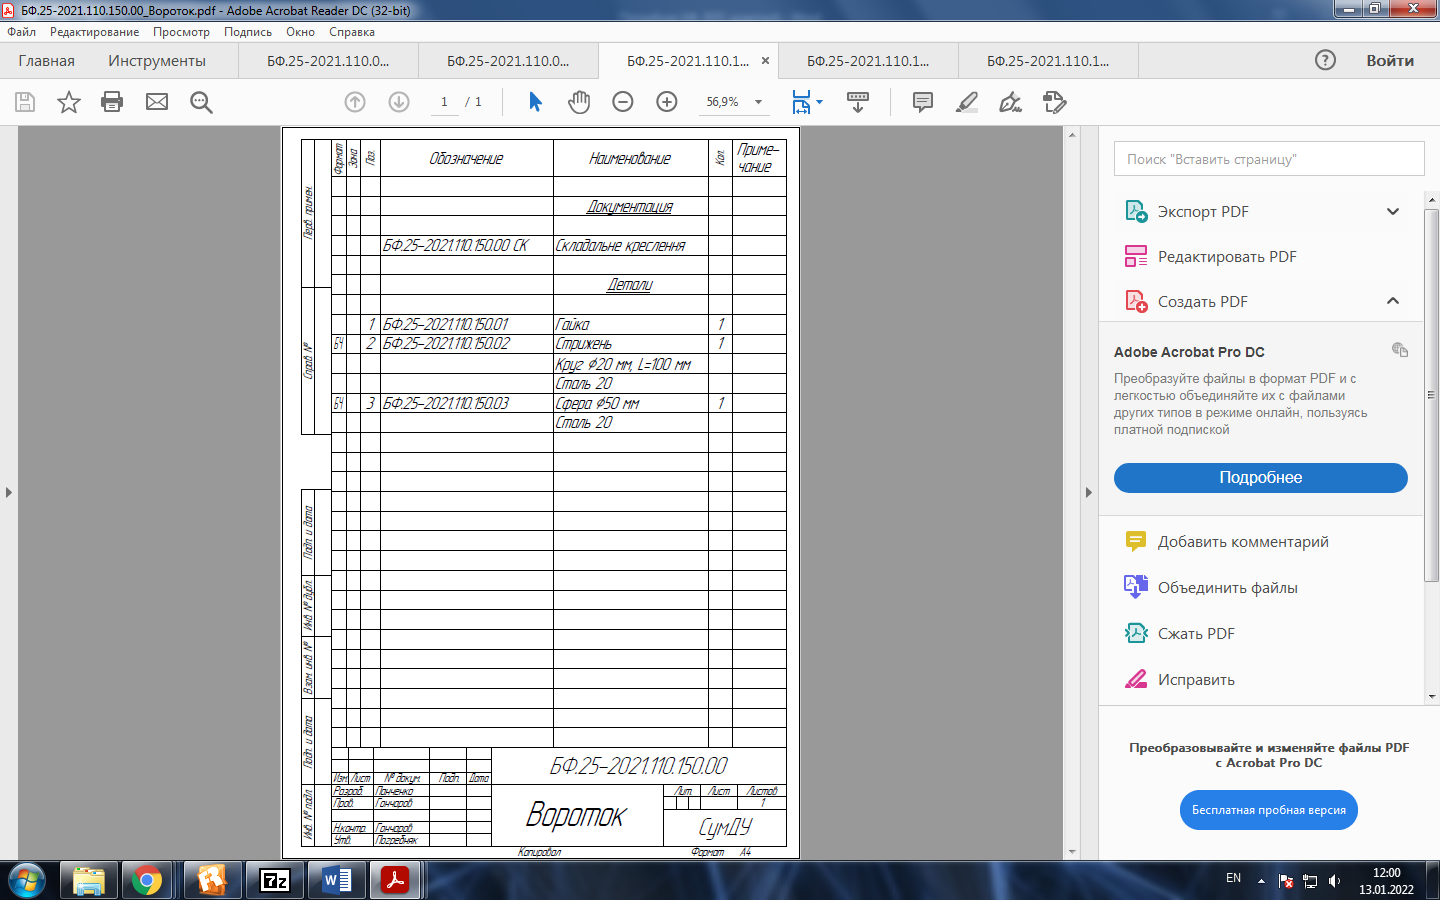 БФ.25-2021.110.150.00_Вороток.pdf - Adobe Acrobat Reader DC (32-bit)
Файл Редактирование Просмотр Подпись Окно Справка
Главная Инструменты БФ.25-2021.110.0... БФ.25-2021.110.0... БФ.25-2021.110.1... × БФ.25-2021.110.1... БФ.25-2021.110.1... Войти
1 / 1 56,9%
Формат Зона Поз. Обозначение Наименование Кол. Приме-
чание
Документация
БФ.25-2021.110.150.00 СК Складальне креслення
Детали
1 БФ.25-2021.110.150.01 Гайка 1
БЧ 2 БФ.25-2021.110.150.02 Стрижень 1
Круг ϕ20 мм, L=100 мм
Сталь 20
БЧ 3 БФ.25-2021.110.150.03 Сфера ϕ50 мм 1
Сталь 20
Перв. примен.
Справ. №
Подп. и дата
Инв. № дубл.
Взам. инв. №
Подп. и дата
Инв. № подл.
БФ.25-2021.110.150.00
Изм. Лист № докум. Подп. Дата
Разраб. Панченко
Пров. Гончаров
Н.контр. Гончаров
Утв. Погребняк
Вороток
Лит. Лист Листов
1
СумДУ
Копировал Формат А4
Поиск "Вставить страницу"
Экспорт PDF
Редактировать PDF
Создать PDF
Adobe Acrobat Pro DC
Преобразуйте файлы в формат PDF и с
легкостью объединяйте их с файлами
других типов в режиме онлайн, пользуясь
платной подпиской
Подробнее
Добавить комментарий
Объединить файлы
Сжать PDF
Исправить
Преобразовывайте и изменяйте файлы PDF
с Acrobat Pro DC
Бесплатная пробная версия
7z W EN 12:00
13.01.2022